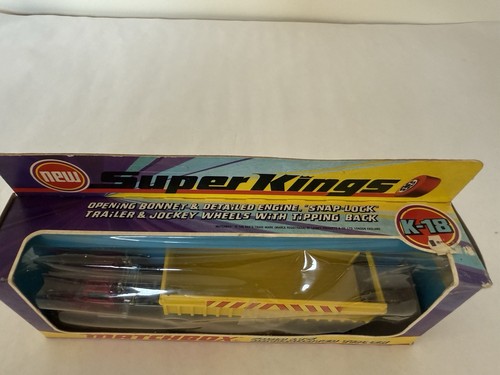 new
Super Kings
OPENING BONNET & DETAILED ENGINE. "SNAP-LOCK"
TRAILER & JOCKEY WHEELS WITH TIPPING BACK
K-18
MATCHBOX